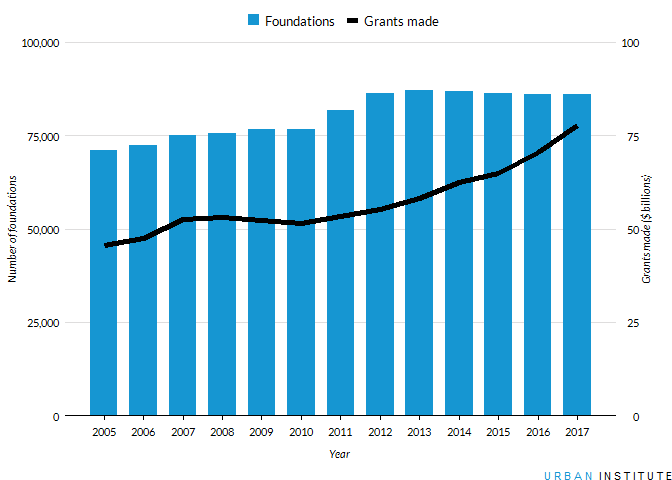 Foundations Grants made
100,000 100
75,000 75
50,000 50
25,000 25
0 0
Number of foundations
Grants made ($ billions)
2005 2006 2007 2008 2009 2010 2011 2012 2013 2014 2015 2016 2017
Year
URBAN INSTITUTE